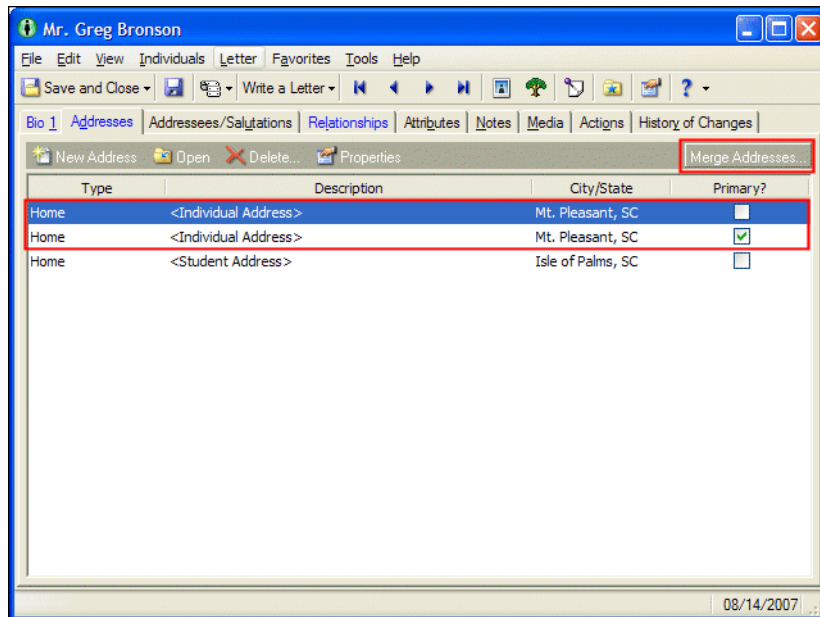 Mr. Greg Bronson
File Edit View Individuals Letter Favorites Tools Help
Save and Close Write a Letter ?
Bio 1 Addresses Addressees/Salutations Relationships Attributes Notes Media Actions History of Changes
New Address Open Delete... Properties Merge Addresses...
Type Description City/State Primary?
Home <Individual Address> Mt. Pleasant, SC
Home <Individual Address> Mt. Pleasant, SC
Home <Student Address> Isle of Palms, SC
08/14/2007